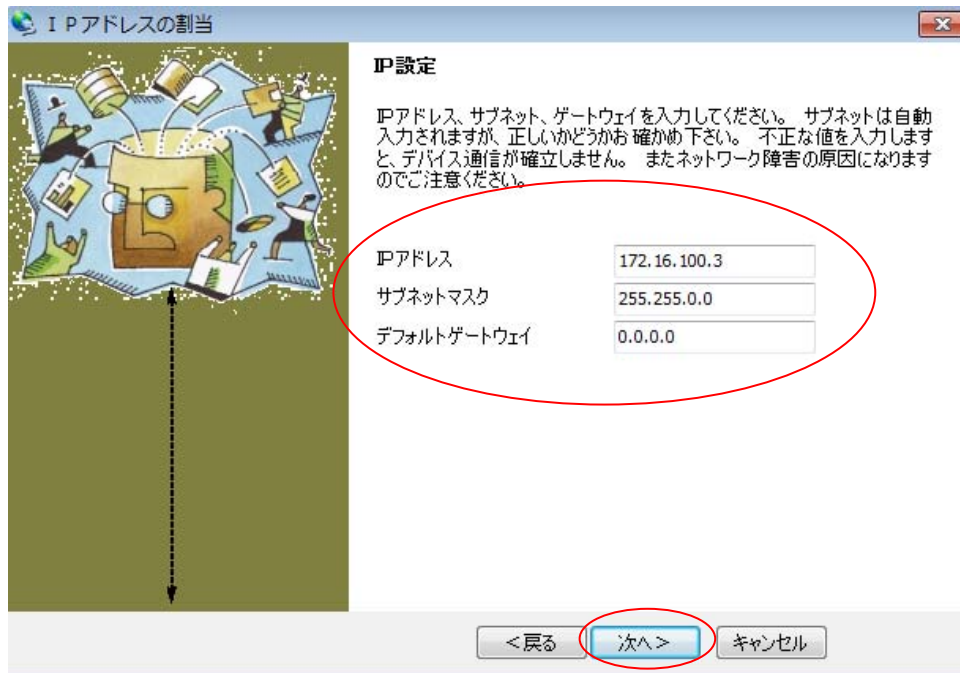 ＩＰアドレスの割当
IP設定
IPアドレス、サブネット、ゲートウェイを入力してください。 サブネットは自動
入力されますが、正しいかどうかお確かめ下さい。 不正な値を入力します
と、デバイス通信が確立しません。 またネットワーク障害の原因になります
のでご注意ください。
IPアドレス 172.16.100.3
サブネットマスク 255.255.0.0
デフォルトゲートウェイ 0.0.0.0
<戻る 次へ> キャンセル